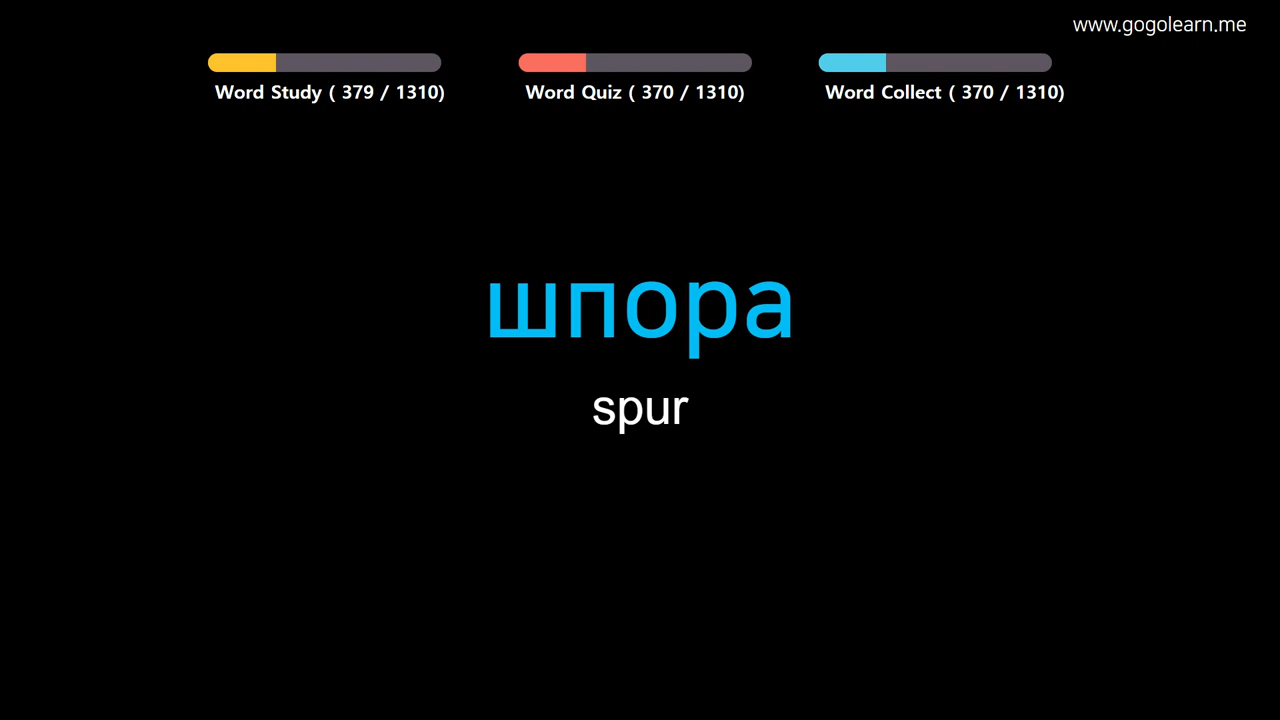 www.gogolearn.me
Word Study ( 379 / 1310)
Word Quiz ( 370 / 1310)
Word Collect ( 370 / 1310)
шпора
spur